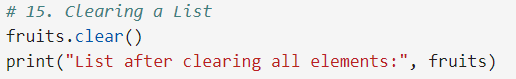 # 15. Clearing a List
fruits.clear()
print("List after clearing all elements:", fruits)